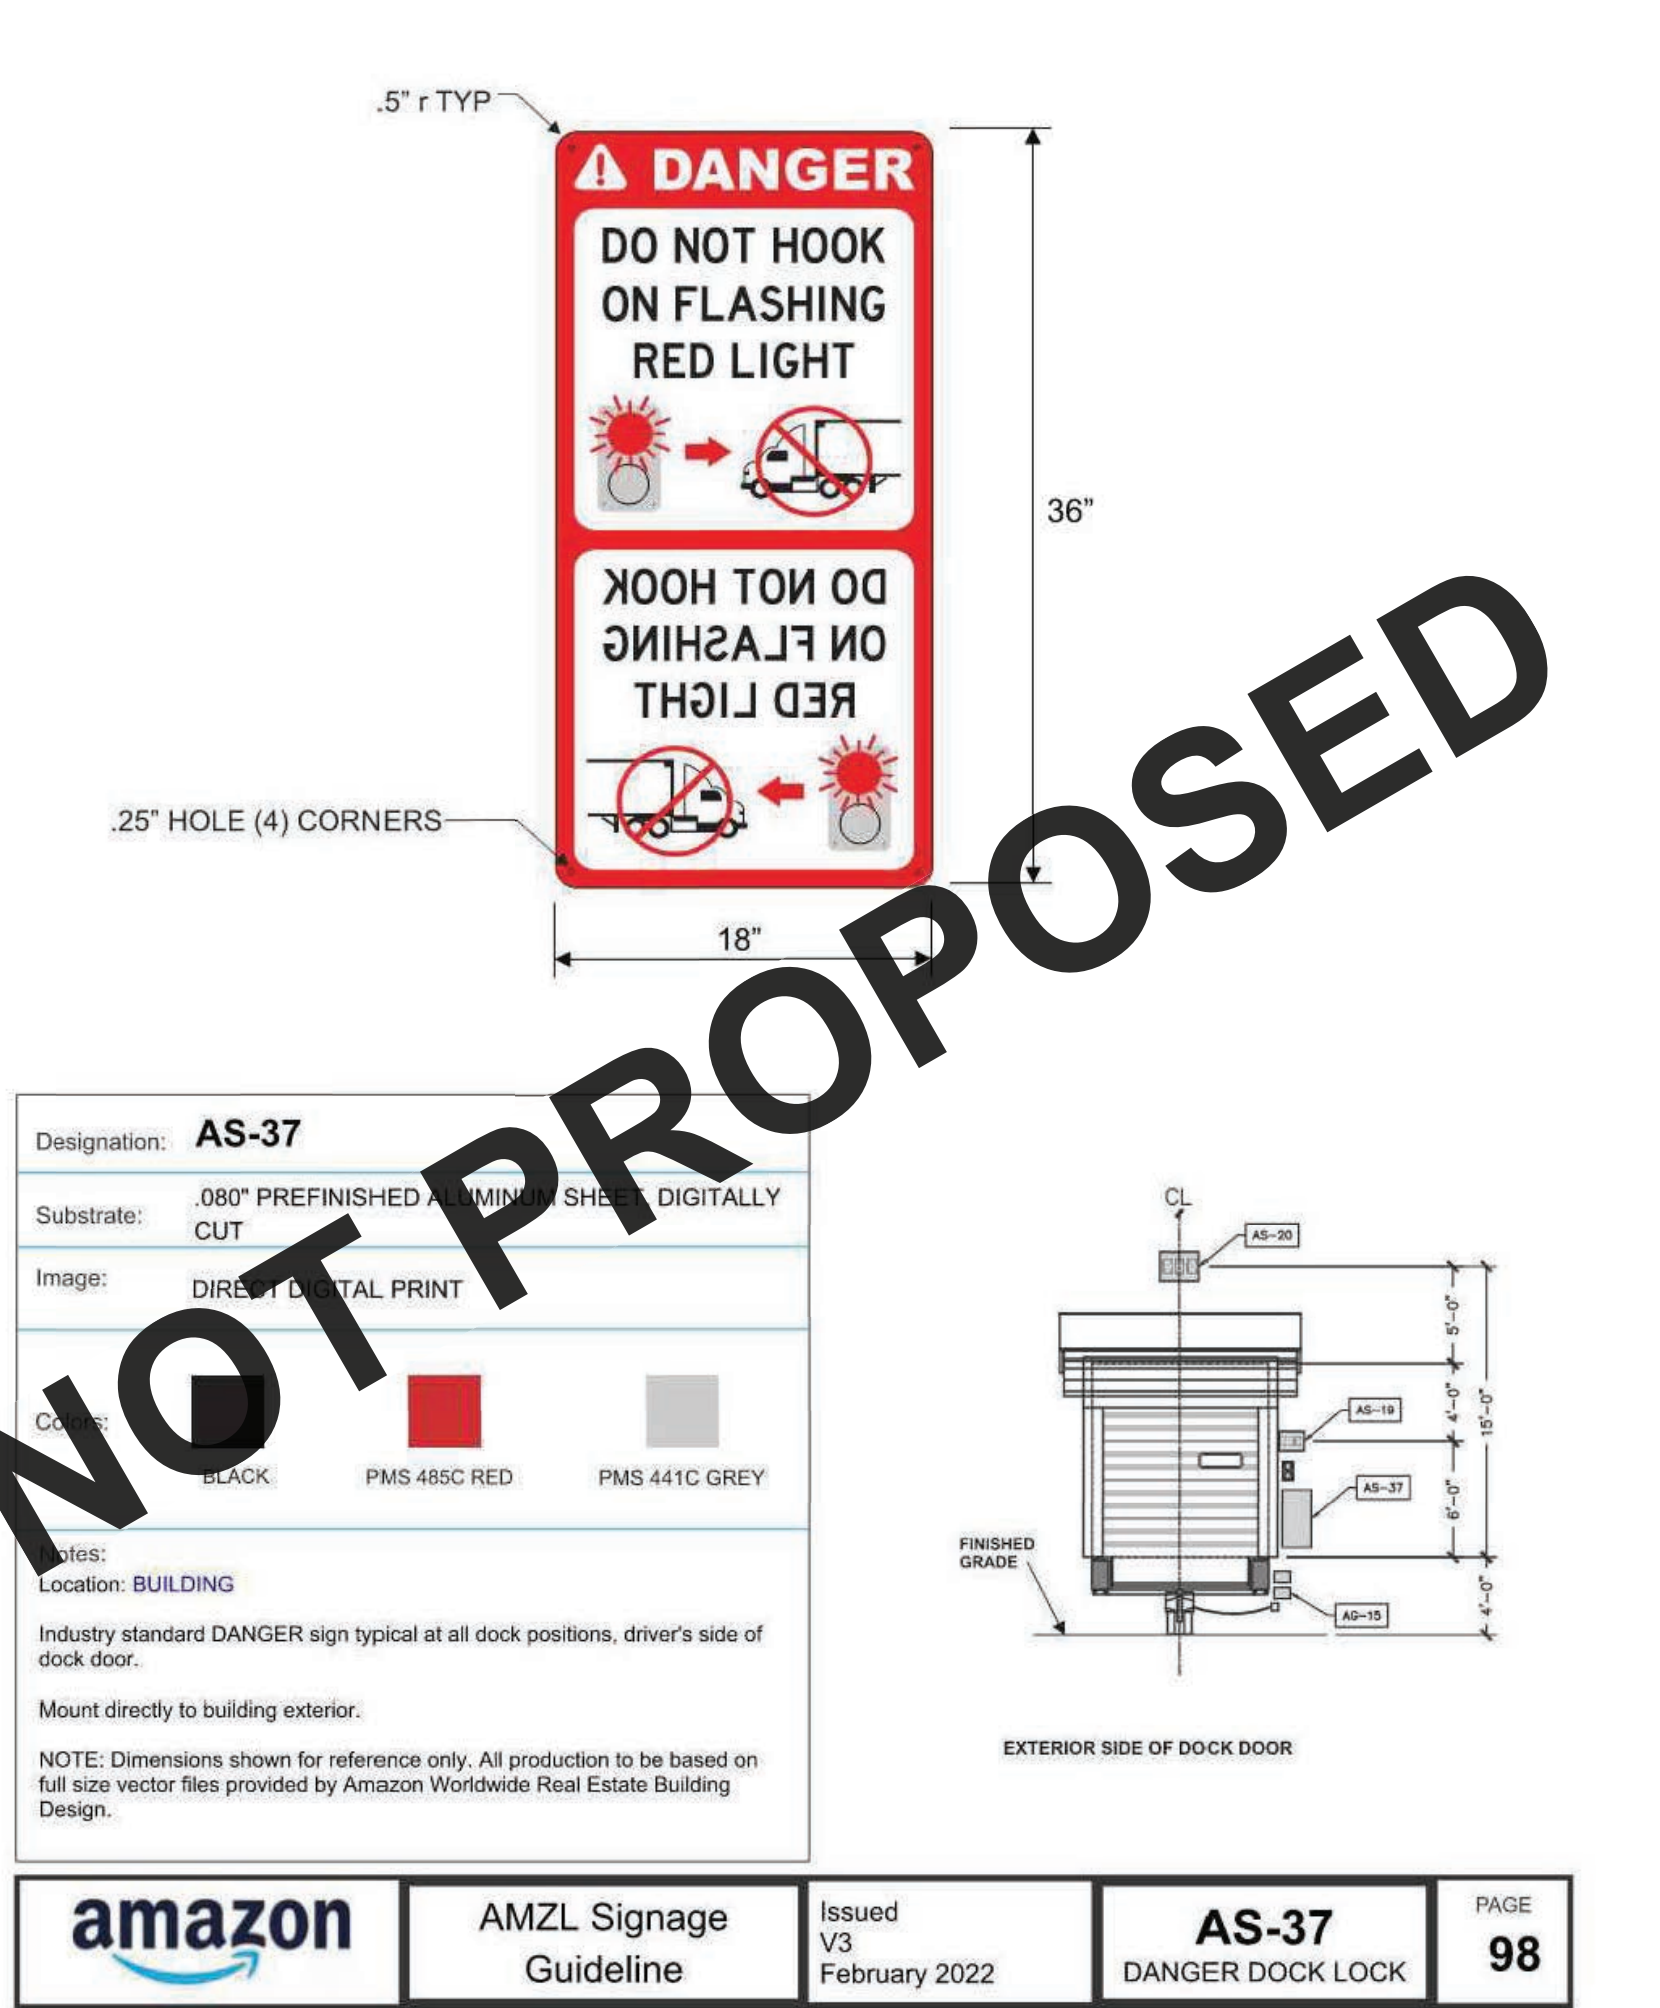 .5” r TYP
DANGER
DO NOT HOOK
ON FLASHING
RED LIGHT
36”
DO NOT HOOK
ON FLASHING
RED LIGHT
.25” HOLE (4) CORNERS
18”
NOT PROPOSED
Designation: AS-37
Substrate: .080" PREFINISHED ALUMINUM SHEET, DIGITALLY
CUT
Image: DIRECT DIGITAL PRINT
Colors:
BLACK PMS 485C RED PMS 441C GREY
Notes:
Location: BUILDING
Industry standard DANGER sign typical at all dock positions, driver's side of
dock door.
Mount directly to building exterior.
NOTE: Dimensions shown for reference only. All production to be based on
full size vector files provided by Amazon Worldwide Real Estate Building
Design.
CL
AS-20
5'-0"
AS-19
4'-0"
15'-0"
AS-37
6'-0"
FINISHED
GRADE
AG-15
4'-0"
EXTERIOR SIDE OF DOCK DOOR
amazon
AMZL Signage
Guideline
Issued
V3
February 2022
AS-37
DANGER DOCK LOCK
PAGE
98